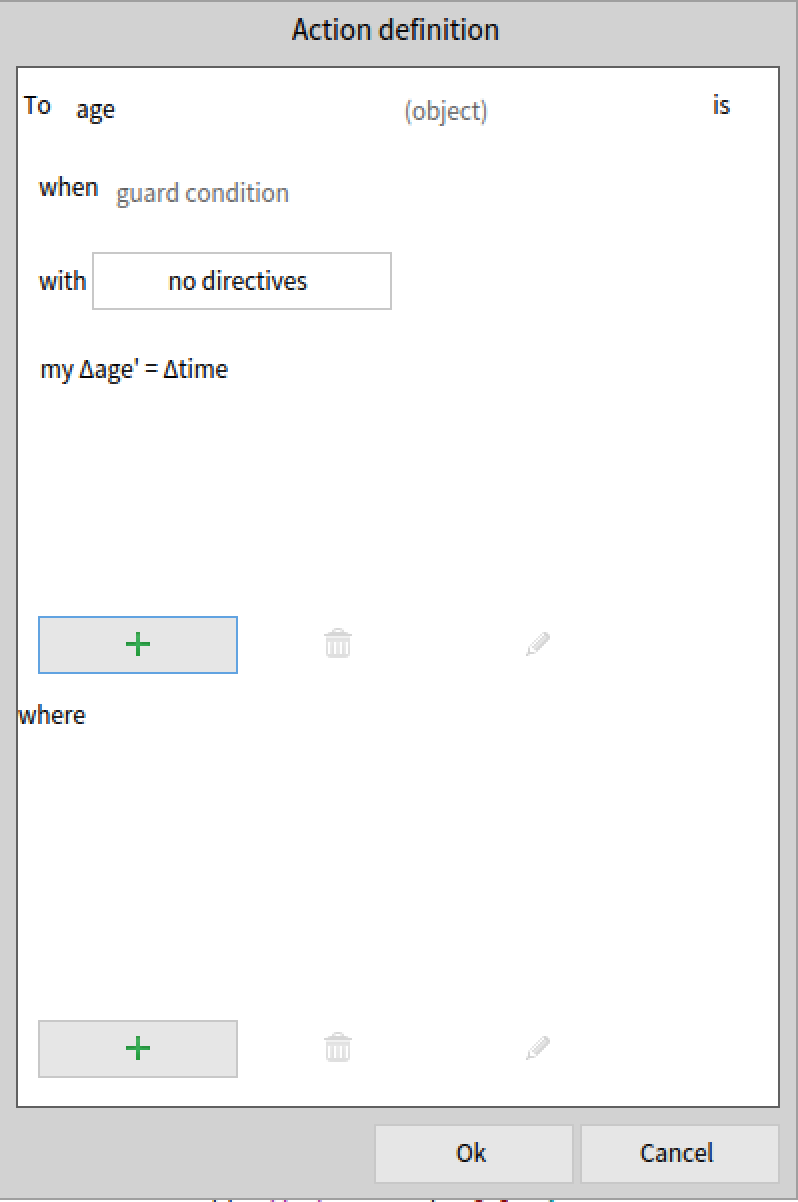 Action definition
To age (object) is
when guard condition
with no directives
my Δage' = Δtime
where
Ok Cancel